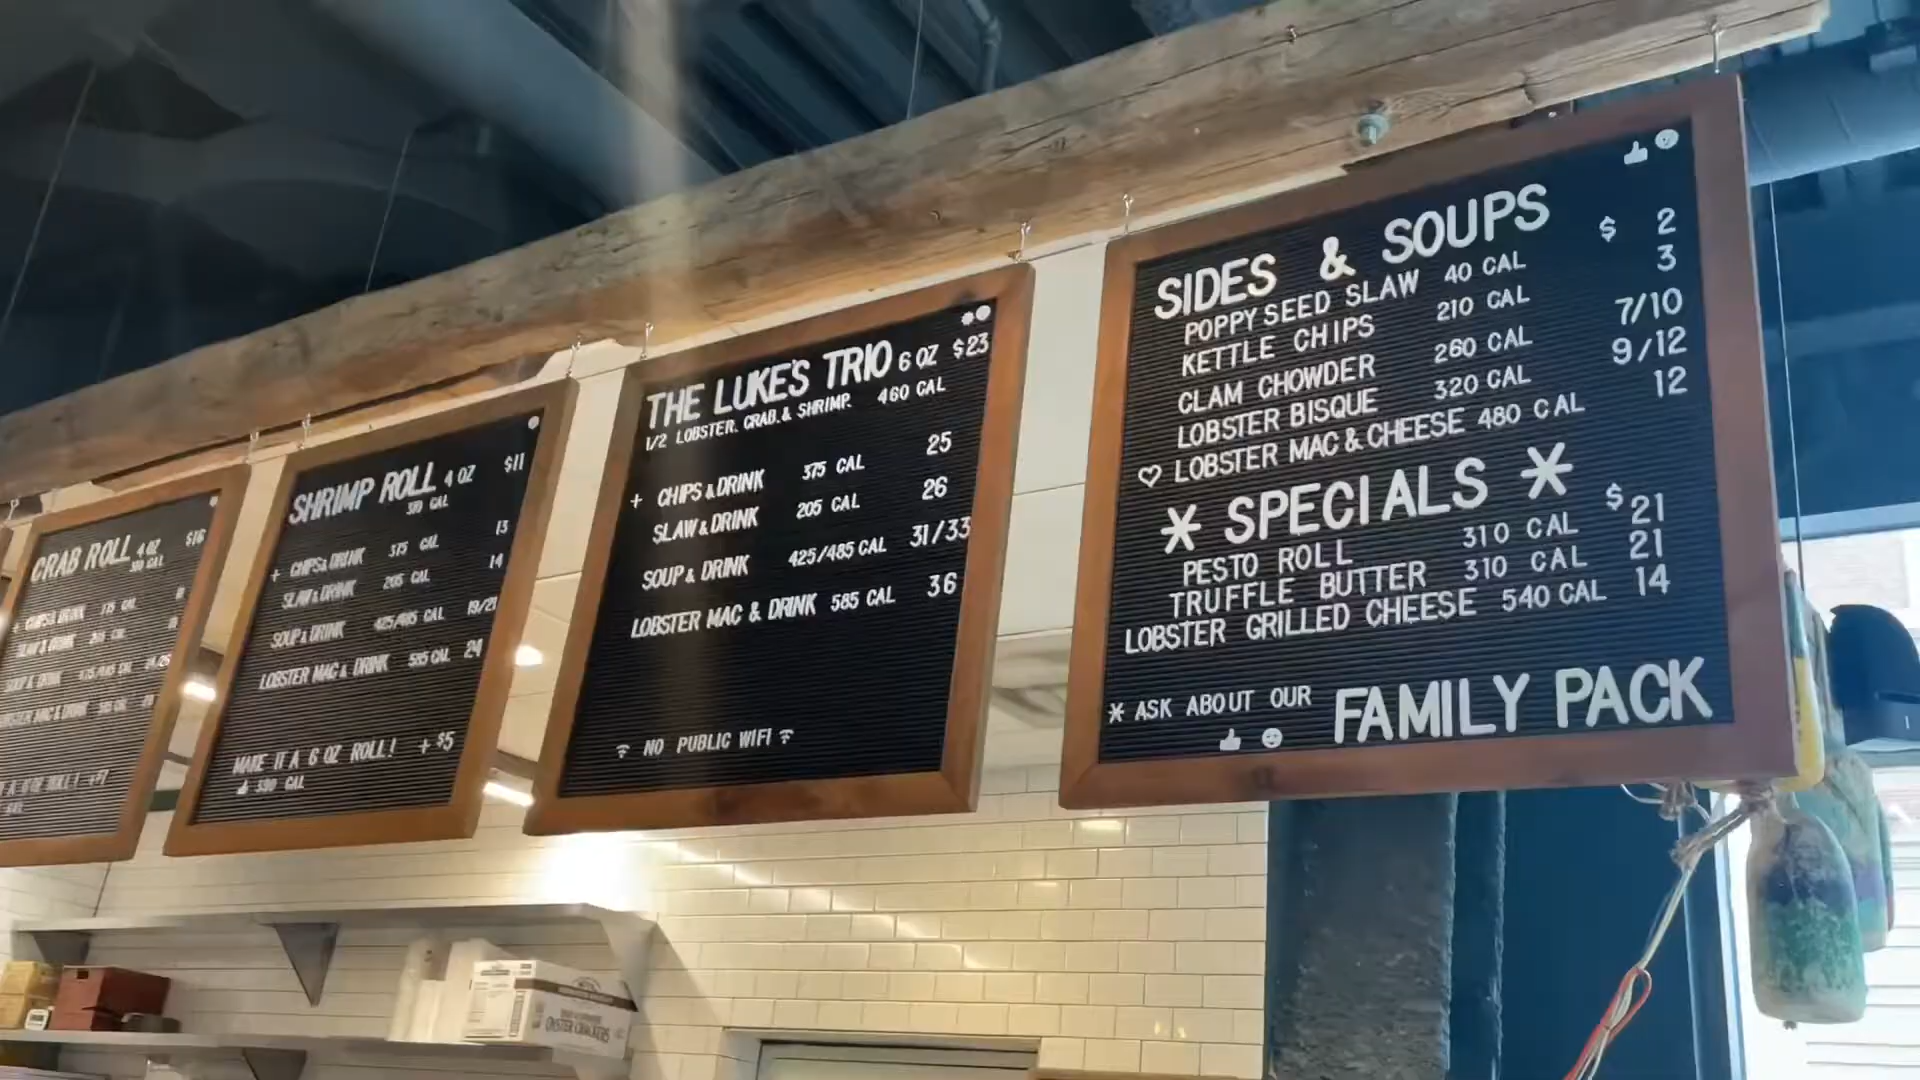 CRAB ROLL 4 OZ $16
+ CHIPS & DRINK 375 CAL
SLAW & DRINK 205 CAL
SOUP & DRINK 425/485 CAL
LOBSTER MAC & DRINK 585 CAL
SHRIMP ROLL 4 OZ $11
+ CHIPS & DRINK 375 CAL 13
SLAW & DRINK 205 CAL 14
SOUP & DRINK 425/485 CAL 19/21
LOBSTER MAC & DRINK 585 CAL 24
MAKE IT A 6 OZ ROLL! +$5
THE LUKE'S TRIO 6 OZ $23
1/2 LOBSTER, CRAB, & SHRIMP. 460 CAL
+ CHIPS & DRINK 375 CAL 25
SLAW & DRINK 205 CAL 26
SOUP & DRINK 425/485 CAL 31/33
LOBSTER MAC & DRINK 585 CAL 36
NO PUBLIC WIFI
SIDES & SOUPS
POPPYSEED SLAW 40 CAL $ 2
KETTLE CHIPS 210 CAL 3
CLAM CHOWDER 260 CAL 7/10
LOBSTER BISQUE 320 CAL 9/12
♡ LOBSTER MAC & CHEESE 480 CAL 12
* SPECIALS *
PESTO ROLL 310 CAL $21
TRUFFLE BUTTER 310 CAL 21
LOBSTER GRILLED CHEESE 540 CAL 14
* ASK ABOUT OUR FAMILY PACK
OYSTER CRACKERS